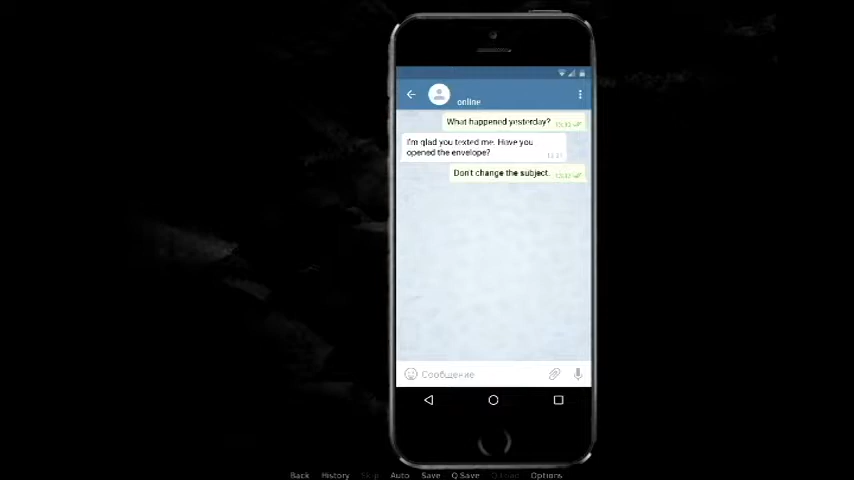 online
What happened yesterday?
I'm glad you texted me. Have you
opened the envelope?
Don't change the subject.
Сообщение
Back History Skip Auto Save Q.Save Q.Load Options